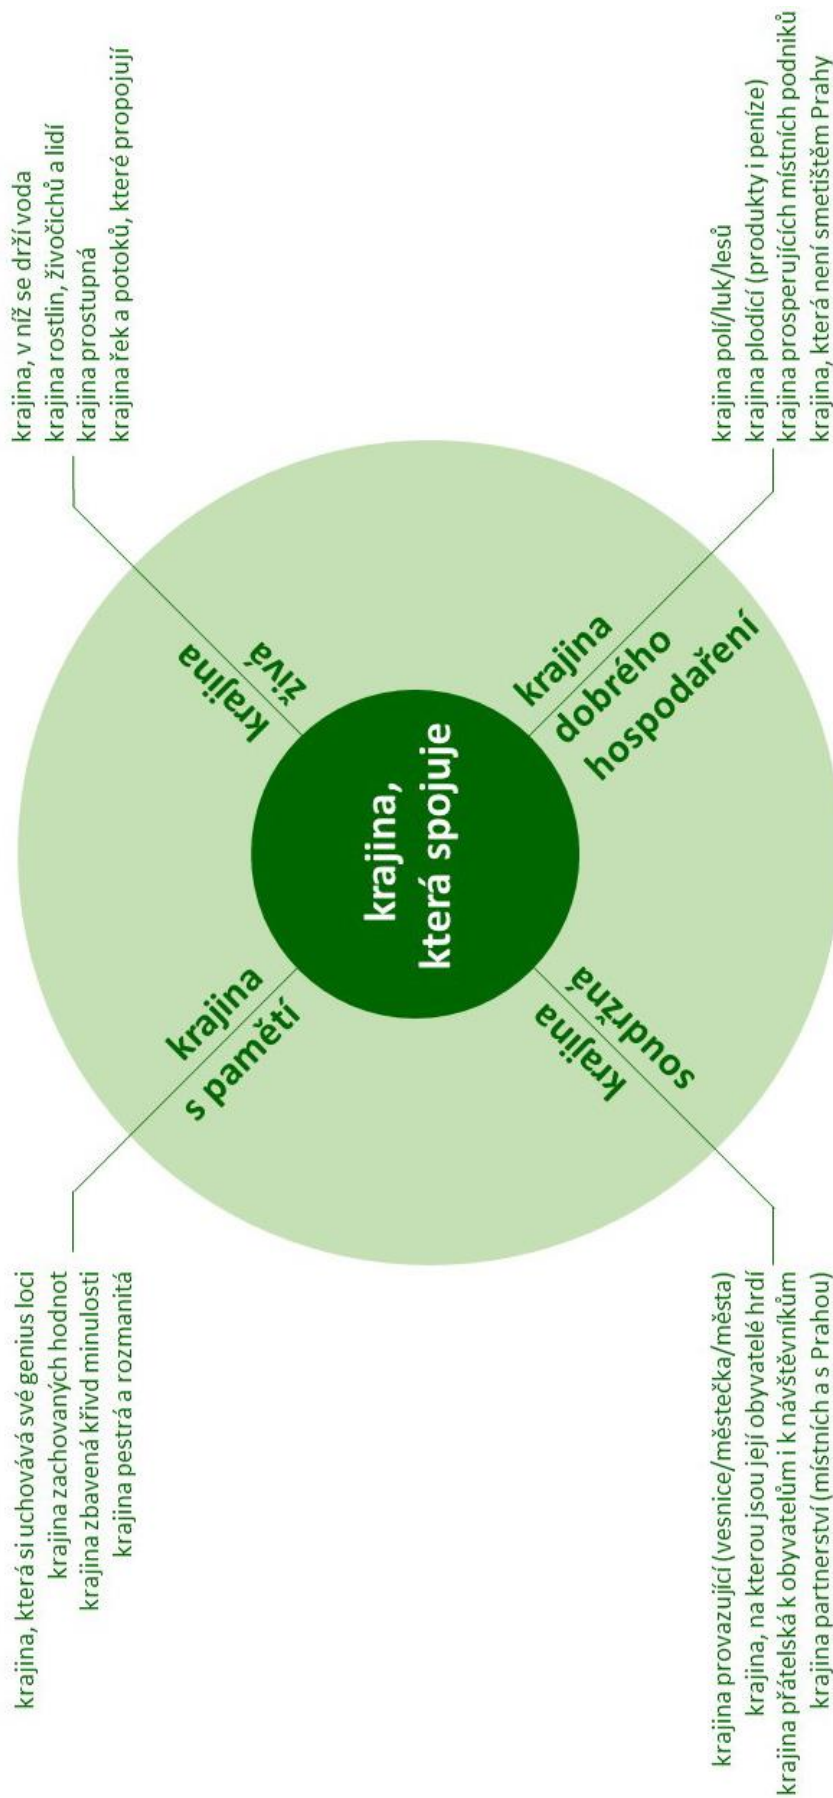 krajina, která si uchovává své genius loci
krajina zachovaných hodnot
krajina zbavená křivd minulosti
krajina pestrá a rozmanitá
krajina, v níž se drží voda
krajina rostlin, živočichů a lidí
krajina prostupná
krajina řek a potoků, které propojují
krajina
s pamětí
krajina
živá
krajina,
která spojuje
krajina
soudržná
krajina
dobrého
hospodaření
krajina provazující (vesnice/městečka/města)
krajina, na kterou jsou její obyvatelé hrdí
krajina přátelská k obyvatelům i k návštěvníkům
krajina partnerství (místních a s Prahou)
krajina polí/luk/lesů
krajina plodící (produkty i peníze)
krajina prosperujících místních podniků
krajina, která není smetištěm Prahy